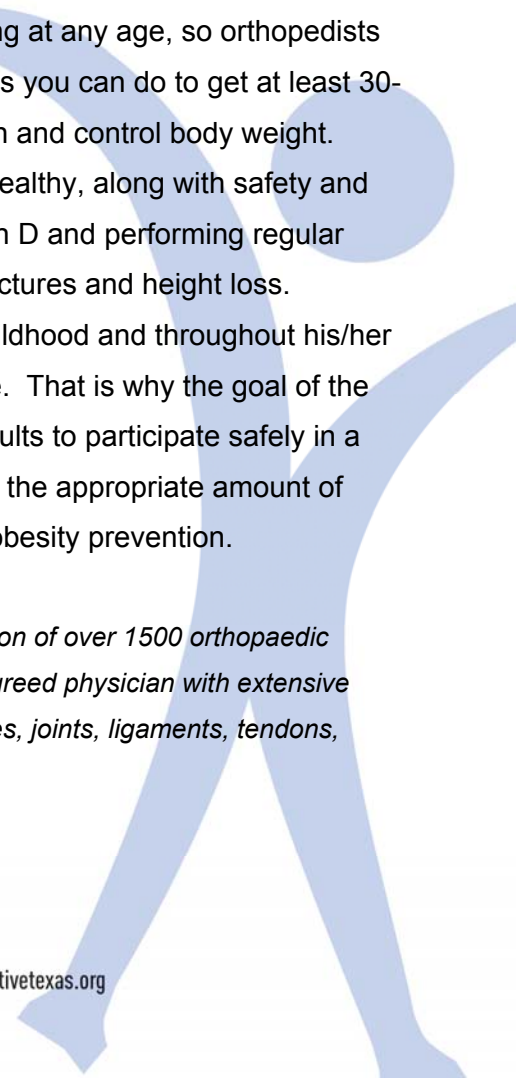 ng at any age, so orthopedists
s you can do to get at least 30-
n and control body weight.
ealthy, along with safety and
n D and performing regular
ctures and height loss.
ildhood and throughout his/her
e.  That is why the goal of the
ults to participate safely in a
the appropriate amount of
obesity prevention.
on of over 1500 orthopaedic
greed physician with extensive
es, joints, ligaments, tendons,
tivetexas.org